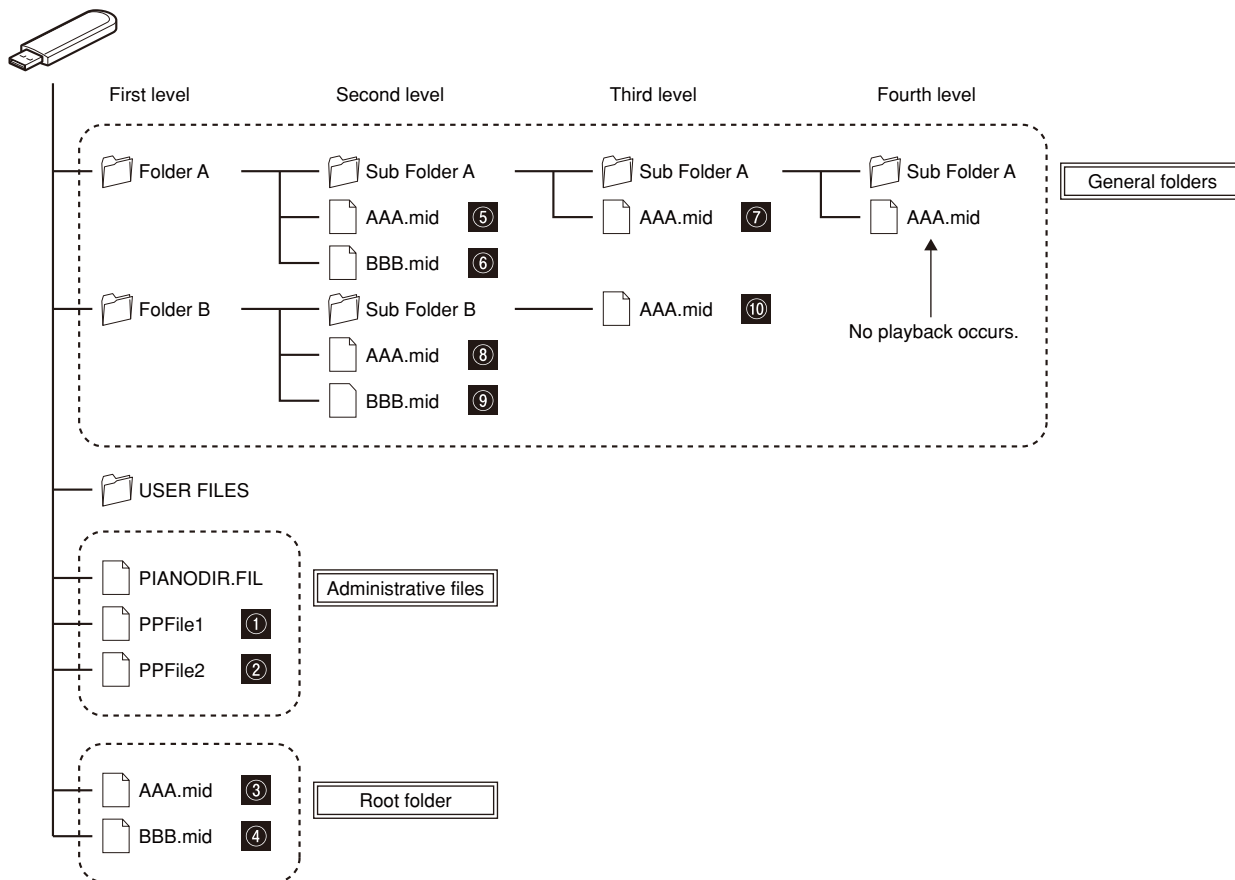 First level Second level Third level Fourth level
Folder A Sub Folder A Sub Folder A Sub Folder A
General folders
AAA.mid ⑤ AAA.mid ⑦ AAA.mid
BBB.mid ⑥
Folder B Sub Folder B AAA.mid ⑩
No playback occurs.
AAA.mid ⑧
BBB.mid ⑨
USER FILES
PIANODIR.FIL
Administrative files
PPFile1 ①
PPFile2 ②
AAA.mid ③
Root folder
BBB.mid ④